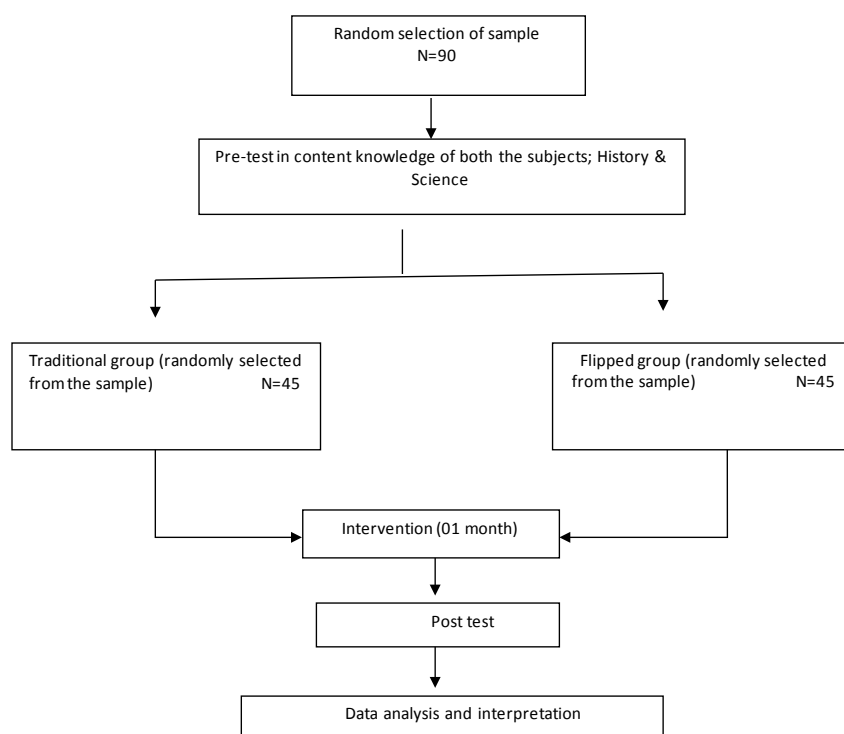 Random selection of sample
N=90
Pre-test in content knowledge of both the subjects; History &
Science
Traditional group (randomly selected
from the sample) N=45
Flipped group (randomly selected
from the sample) N=45
Intervention (01 month)
Post test
Data analysis and interpretation